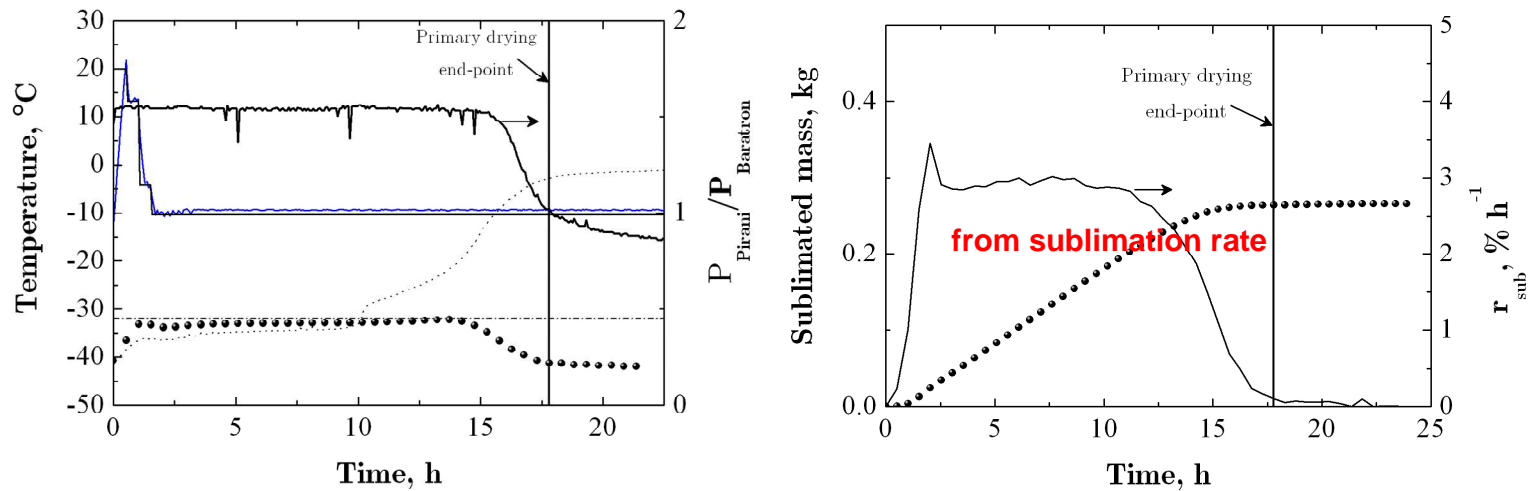 30
20
10
0
-10
-20
-30
-40
-50
Temperature, °C
0
5
10
15
20
Time, h
2
1
0
P Pirani/P Baratron
Primary drying
end-point
0.4
0.2
0.0
Sublimated mass, kg
0
5
10
15
20
25
Time, h
5
4
3
2
1
0
r sub, % h -1
Primary drying
end-point
from sublimation rate